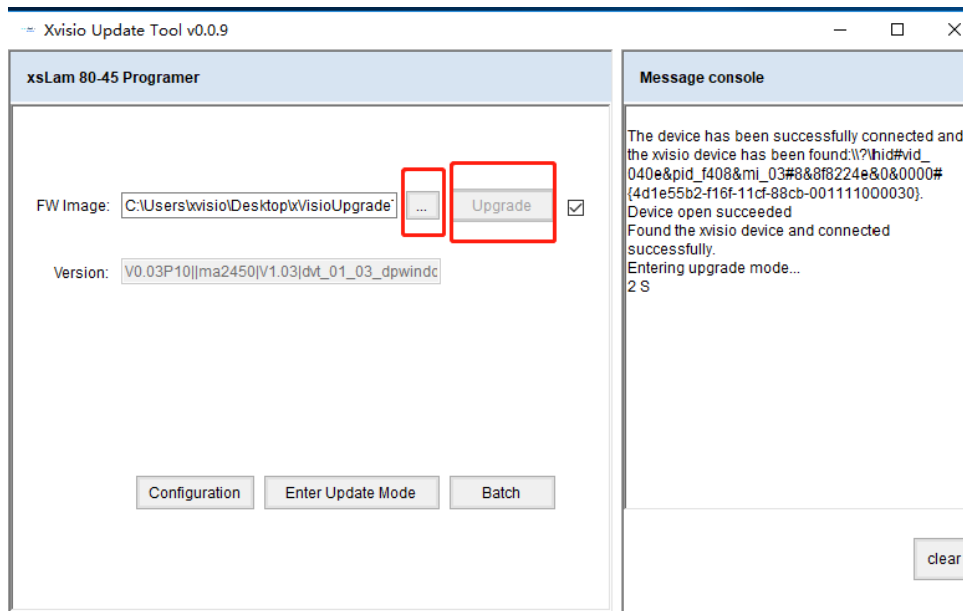 Xvisio Update Tool v0.0.9
xsLam 80-45 Programer
FW Image: C:\Users\xvisio\Desktop\xVisioUpgradeT ... Upgrade
Version: V0.03P10||ma2450|V1.03|dvt_01_03_dpwindc
Configuration Enter Update Mode Batch
Message console
The device has been successfully connected and
the xvisio device has been found:\\?\hid#vid_
040e&pid_f408&mi_03#8&8f8224e&0&0000#
{4d1e55b2-f16f-11cf-88cb-001111000030}.
Device open succeeded
Found the xvisio device and connected
successfully.
Entering upgrade mode...
2 S
clear